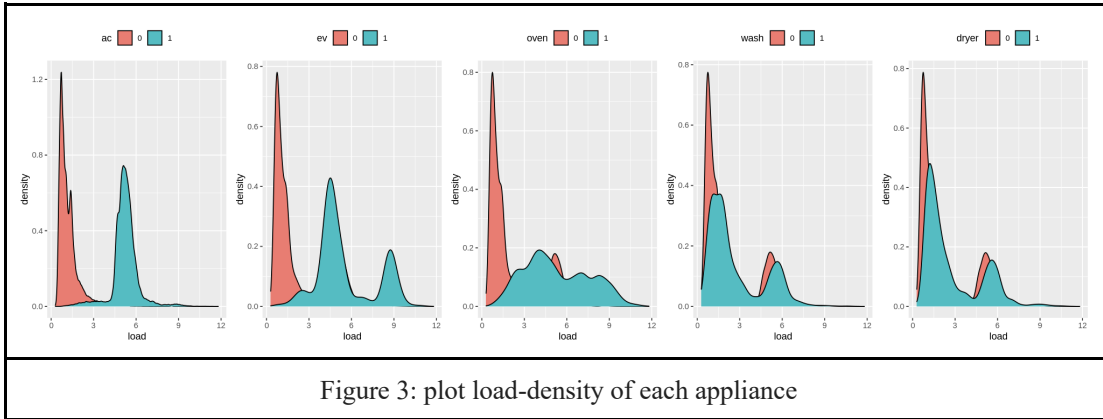 ac 0 1
ev 0 1
oven 0 1
wash 0 1
dryer 0 1
density
1.2
0.8
0.4
0.0
0 3 6 9 12
load
density
0.8
0.6
0.4
0.2
0.0
0 3 6 9 12
load
density
0.8
0.6
0.4
0.2
0.0
0 3 6 9 12
load
density
0.8
0.6
0.4
0.2
0.0
0 3 6 9 12
load
density
0.8
0.6
0.4
0.2
0.0
0 3 6 9 12
load
Figure 3: plot load-density of each appliance